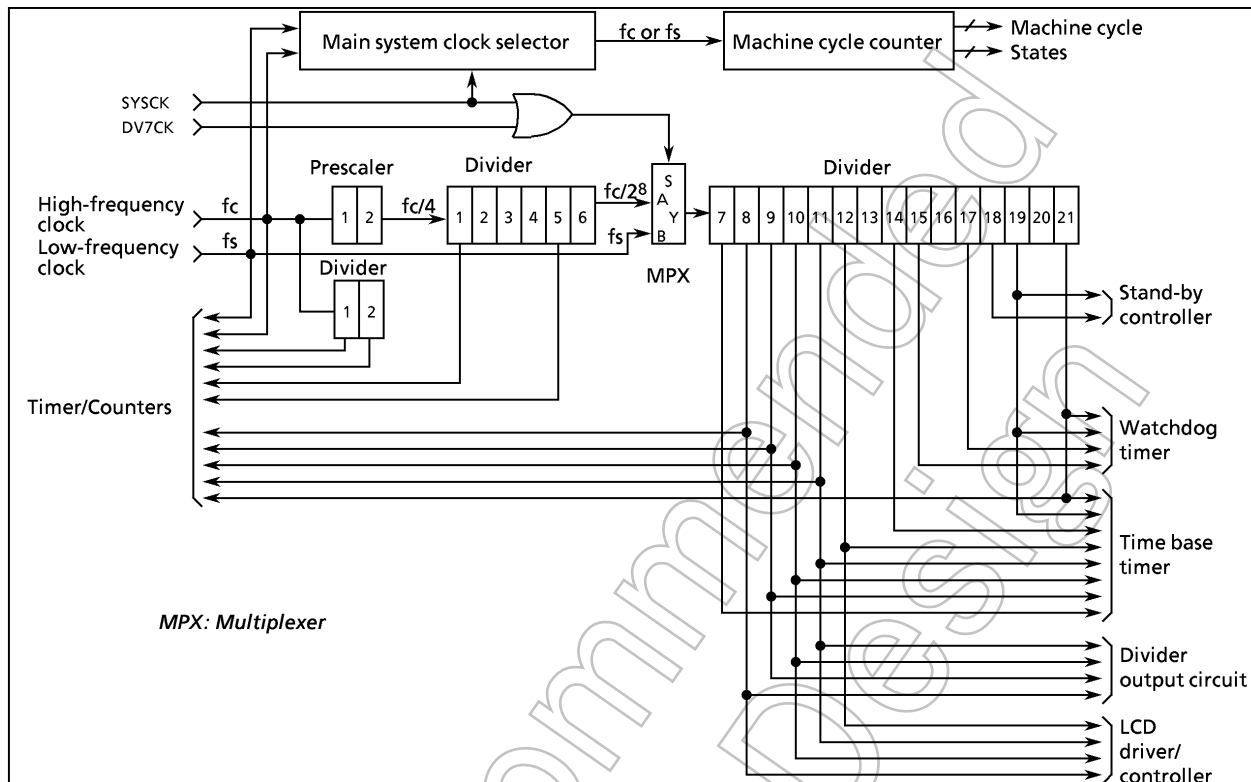 Main system clock selector
fc or fs
Machine cycle counter
Machine cycle
States
SYSCK
DV7CK
Prescaler
Divider
Divider
High-frequency
clock
fc
1 2
fc/4
1 2 3 4 5 6
fc/2⁸
S
A
Y
B
7 8 9 10 11 12 13 14 15 16 17 18 19 20 21
Low-frequency
clock
fs
fs
MPX
Divider
1 2
Stand-by
controller
Timer/Counters
Watchdog
timer
Time base
timer
MPX: Multiplexer
Divider
output circuit
LCD
driver/
controller
ommended
Design